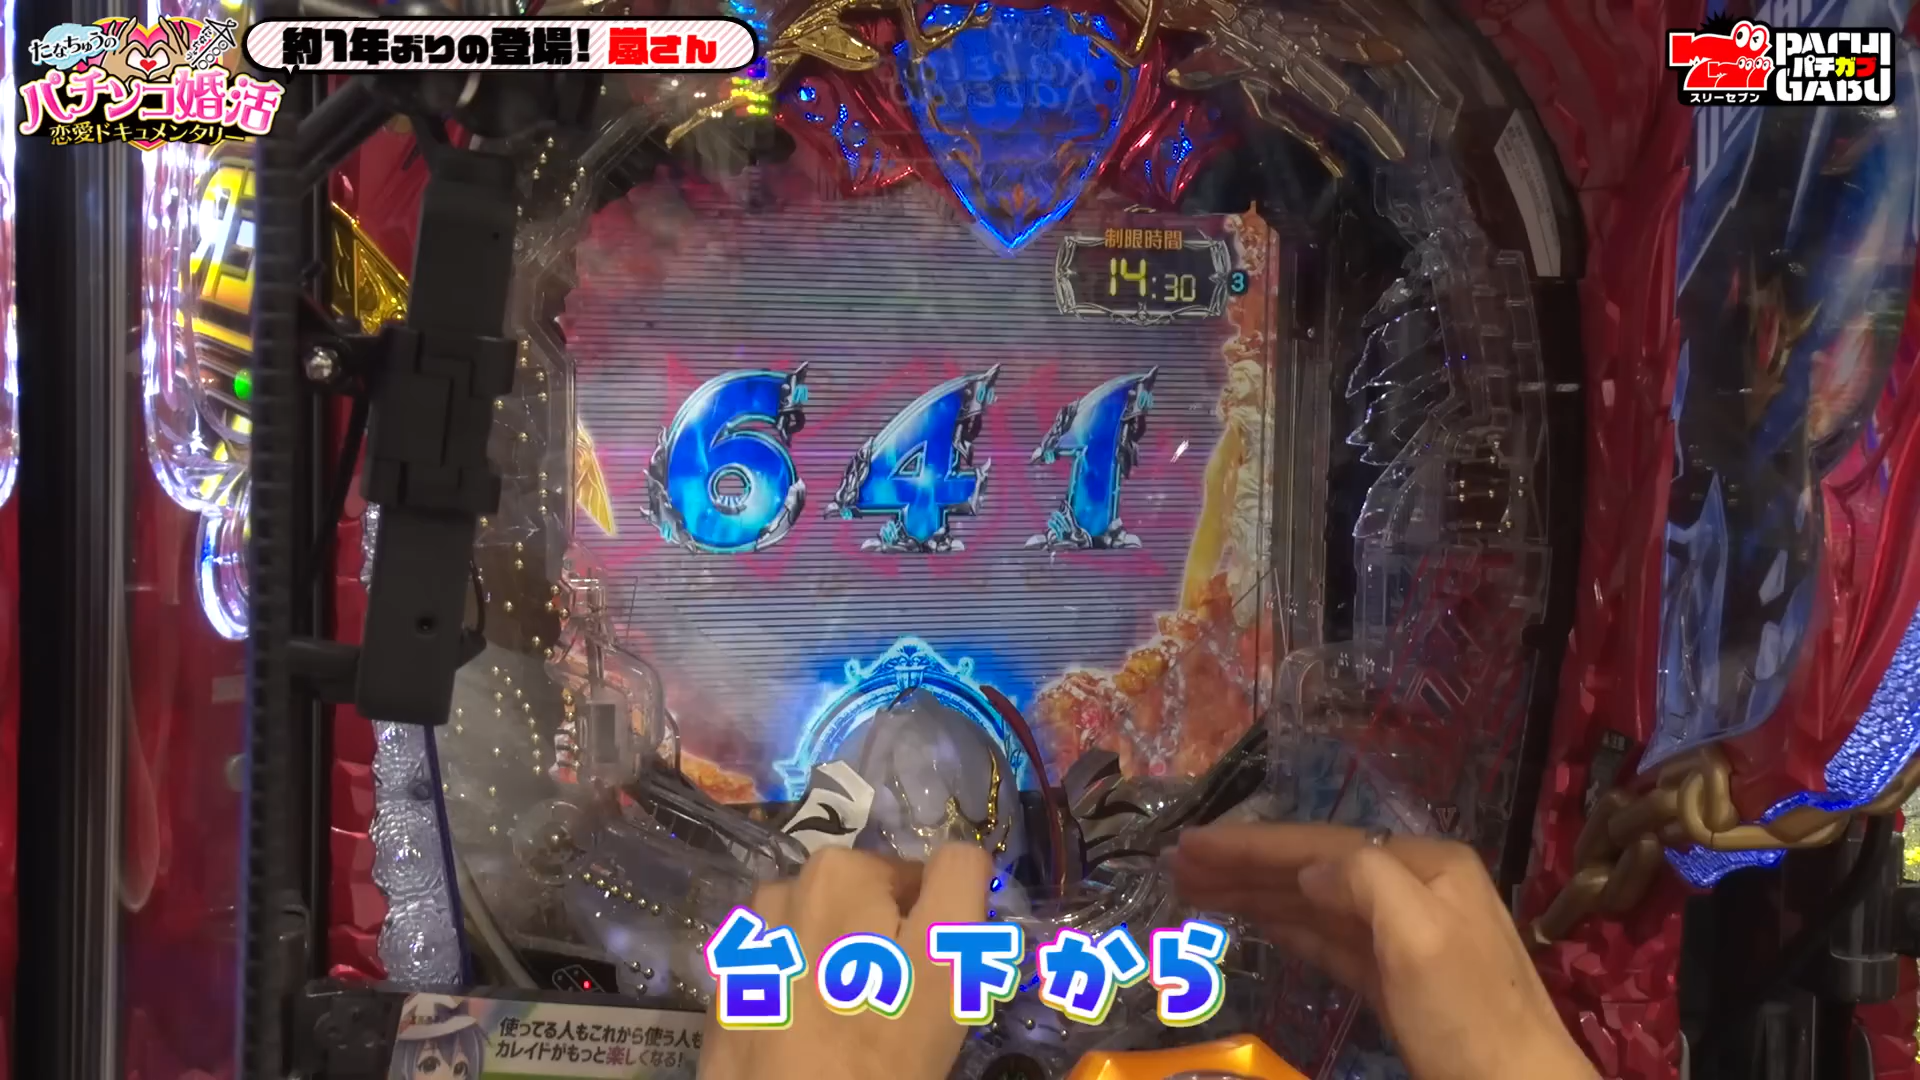 たなちゅうの
パチンコ婚活
恋愛ドキュメンタリー
約1年ぶりの登場！嵐さん
スリーセブン
PACHI
パチガブ
GABU
制限時間
14:30
3
641
台の下から
使ってる人もこれから使う人も
カレイドがもっと楽しくなる!